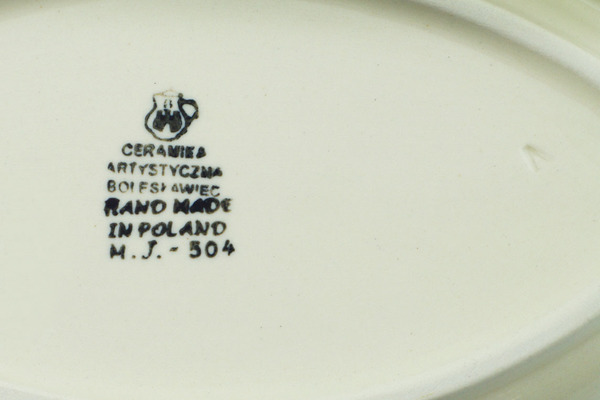 CERAMIKA
ARTYSTYCZNA
BOLESŁAWIEC
HAND MADE
IN POLAND
M. J. - 504